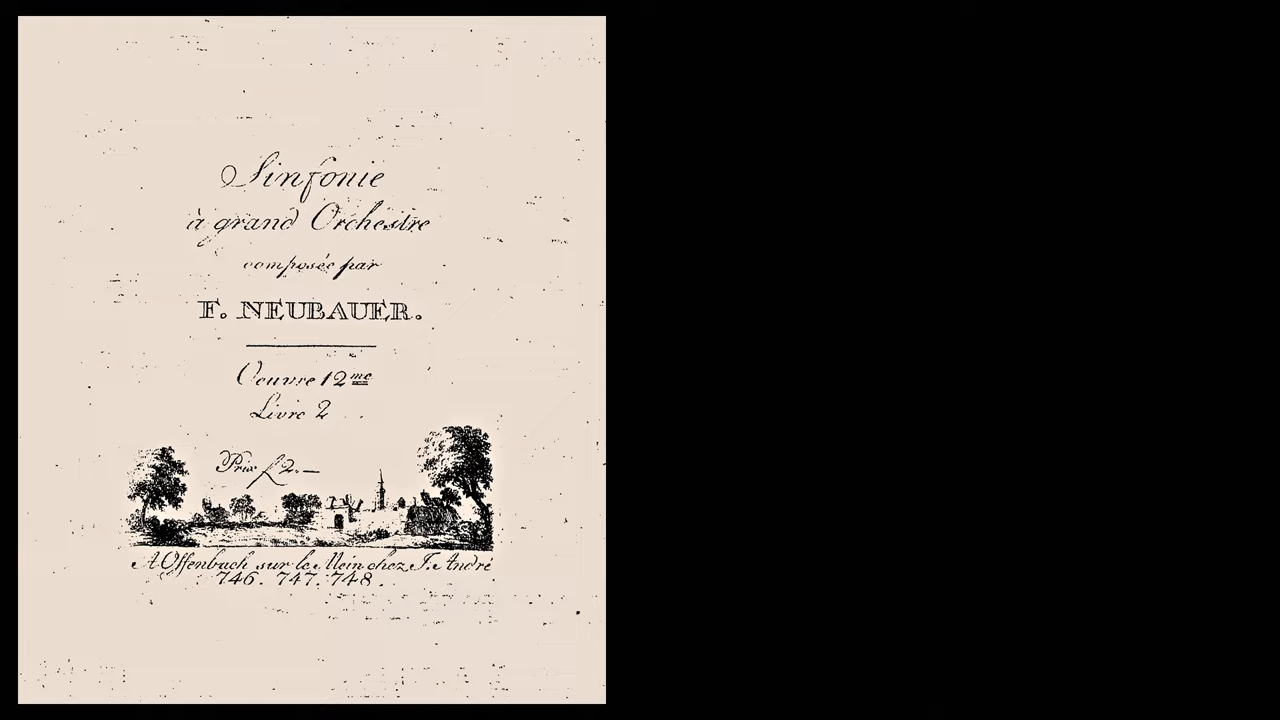 Sinfonie
à grand Orchestre
composée par
F. NEUBAUER.
Oeuvre 12me
Livre 2
Prix f 2.—
A Offenbach sur le Mein chez J. André
746. 747. 748.